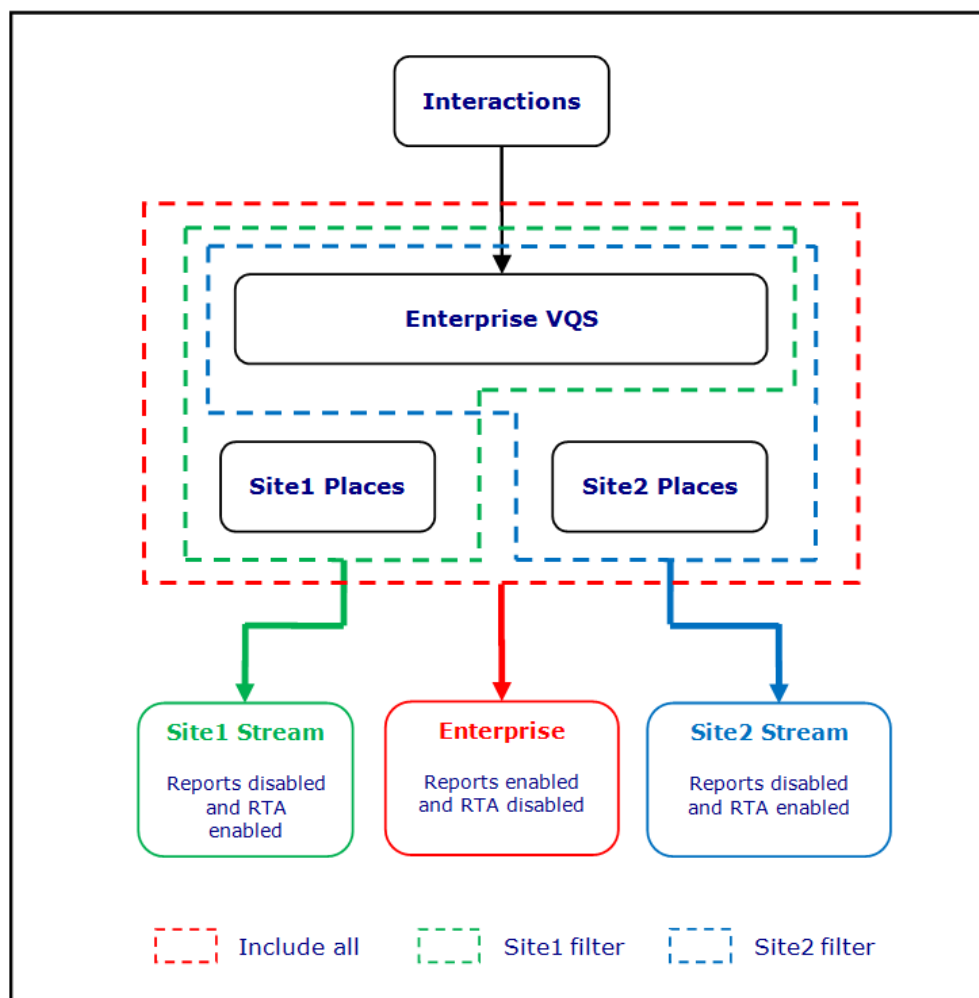 Interactions
Enterprise VQS
Site1 Places
Site2 Places
Site1 Stream
Reports disabled
and RTA
enabled
Enterprise
Reports enabled
and RTA disabled
Site2 Stream
Reports disabled
and RTA enabled
Include all
Site1 filter
Site2 filter